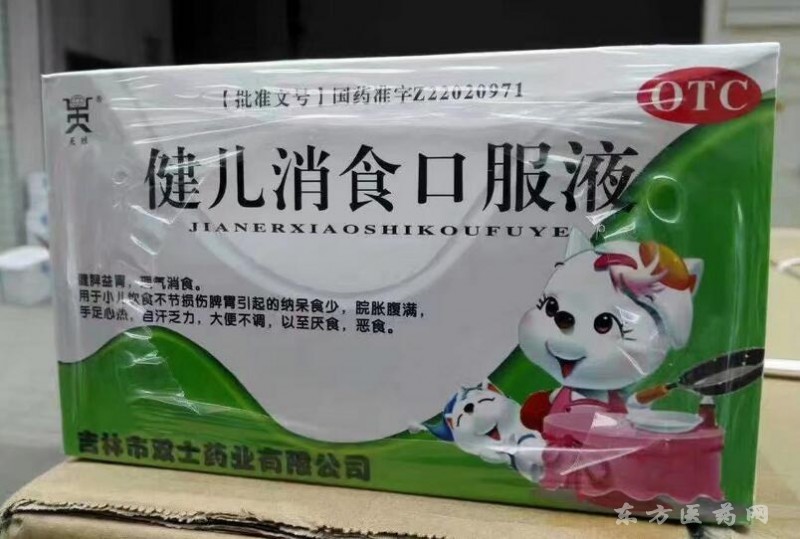 【批准文号】国药准字Z22020971
OTC
健儿消食口服液
JIANERXIAOSHIKOUFUYE
健脾益胃，理气消食。
用于小儿饮食不节损伤脾胃引起的纳呆食少，脘胀腹满，
手足心热，自汗乏力，大便不调，以至厌食，恶食。
吉林市双士药业有限公司
东方医药网